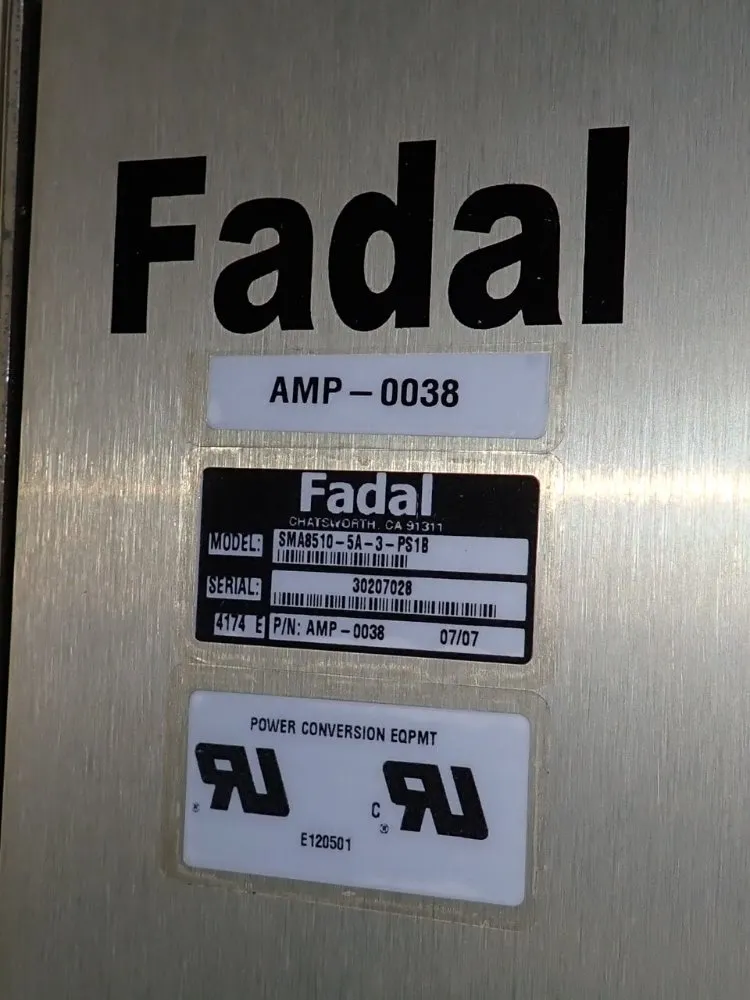 Fadal
AMP-0038
Fadal
CHATSWORTH, CA 91311
MODEL: SMA8510-5A-3-PS1B
SERIAL: 30207028
4174 E P/N: AMP-0038 07/07
POWER CONVERSION EQPMT
E120501